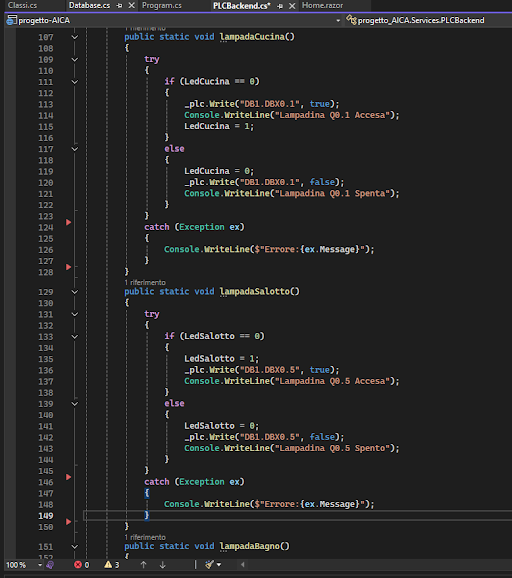 Classi.cs Database.cs Program.cs PLCBackend.cs* Home.razor
progetto-AICA progetto_AICA.Services.PLCBackend
1 riferimento
107 public static void lampadaCucina()
108 {
109 try
110 {
111 if (LedCucina == 0)
112 {
113 _plc.Write("DB1.DBX0.1", true);
114 Console.WriteLine("Lampadina Q0.1 Accesa");
115 LedCucina = 1;
116 }
117 else
118 {
119 LedCucina = 0;
120 _plc.Write("DB1.DBX0.1", false);
121 Console.WriteLine("Lampadina Q0.1 Spenta");
122 }
123 }
124 catch (Exception ex)
125 {
126 Console.WriteLine($"Errore:{ex.Message}");
127 }
128 }
1 riferimento
129 public static void lampadaSalotto()
130 {
131 try
132 {
133 if (LedSalotto == 0)
134 {
135 LedSalotto = 1;
136 _plc.Write("DB1.DBX0.5", true);
137 Console.WriteLine("Lampadina Q0.5 Accesa");
138 }
139 else
140 {
141 LedSalotto = 0;
142 _plc.Write("DB1.DBX0.5", false);
143 Console.WriteLine("Lampadina Q0.5 Spento");
144 }
145 }
146 catch (Exception ex)
147 {
148 Console.WriteLine($"Errore:{ex.Message}");
149 }
150 }
1 riferimento
151 public static void lampadaBagno()
152 {
100 % 0 3